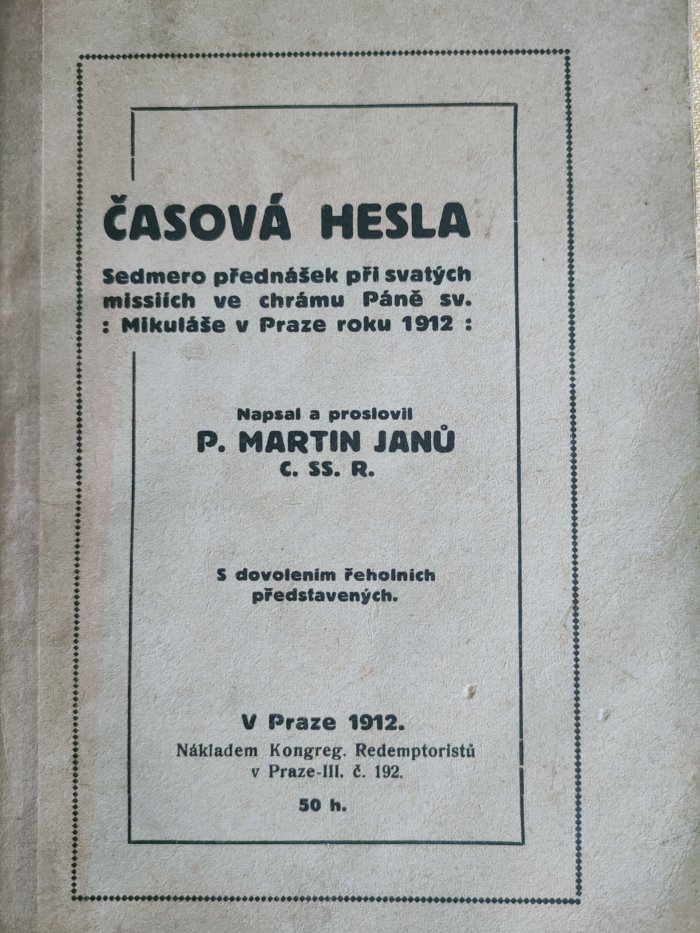 ČASOVÁ HESLA
Sedmero přednášek při svatých
missiích ve chrámu Páně sv.
: Mikuláše v Praze roku 1912 :
Napsal a proslovil
P. MARTIN JANŮ
C. SS. R.
S dovolením řeholních
představených.
V Praze 1912.
Nákladem Kongreg. Redemptoristů
v Praze-III. č. 192.
50 h.